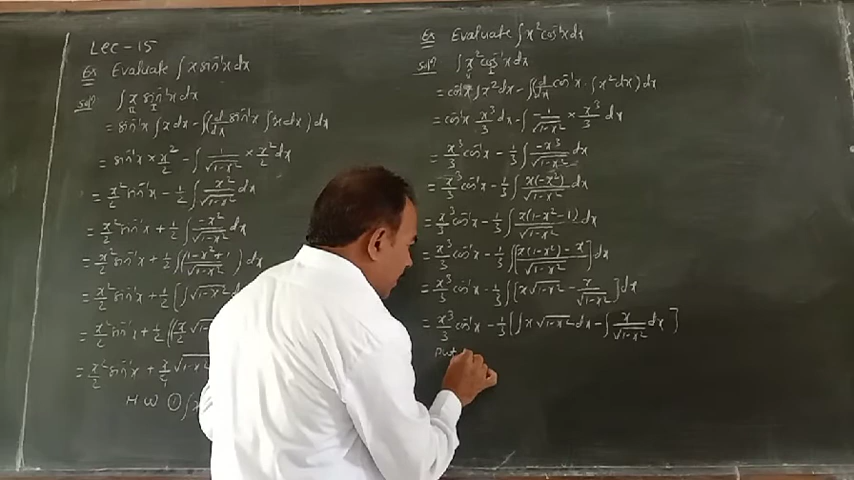 Lec-15
Ex Evaluate ∫x sin⁻¹x dx
Solⁿ ∫x sin⁻¹x dx
II I
= sin⁻¹x ∫x dx - ∫(d/dx sin⁻¹x ∫x dx) dx
= sin⁻¹x × x²/2 - ∫ 1/√(1-x²) × x²/2 dx
= x²/2 sin⁻¹x - 1/2 ∫ x²/√(1-x²) dx
= x²/2 sin⁻¹x + 1/2 ∫ -x²/√(1-x²) dx
= x²/2 sin⁻¹x + 1/2 ∫(1-x²+1 / √(1-x²)) dx
= x²/2 sin⁻¹x + 1/2 [∫√(1-x²)
= x²/2 sin⁻¹x + 1/2 [(x/2 √(1-x²)
= x²/2 sin⁻¹x + x/4 √(1-x²)
H W ① ∫x
Ex Evaluate ∫x² cos⁻¹x dx
Solⁿ ∫x² cos⁻¹x dx
= cos⁻¹x ∫x² dx - ∫(d/dx cos⁻¹x · ∫x² dx) dx
= cos⁻¹x · x³/3 dx - ∫ -1/√(1-x²) × x³/3 dx
= x³/3 cos⁻¹x - 1/3 ∫ -x³/√(1-x²) dx
= x³/3 cos⁻¹x - 1/3 ∫ x(-x²)/√(1-x²) dx
= x³/3 cos⁻¹x - 1/3 ∫ x(1-x²-1)/√(1-x²) dx
= x³/3 cos⁻¹x - 1/3 ∫[x(1-x²) - x / √(1-x²)] dx
= x³/3 cos⁻¹x - 1/3 ∫[x√(1-x²) - x/√(1-x²)] dx
= x³/3 cos⁻¹x - 1/3 [∫x√(1-x²) dx - ∫ x/√(1-x²) dx]
Put